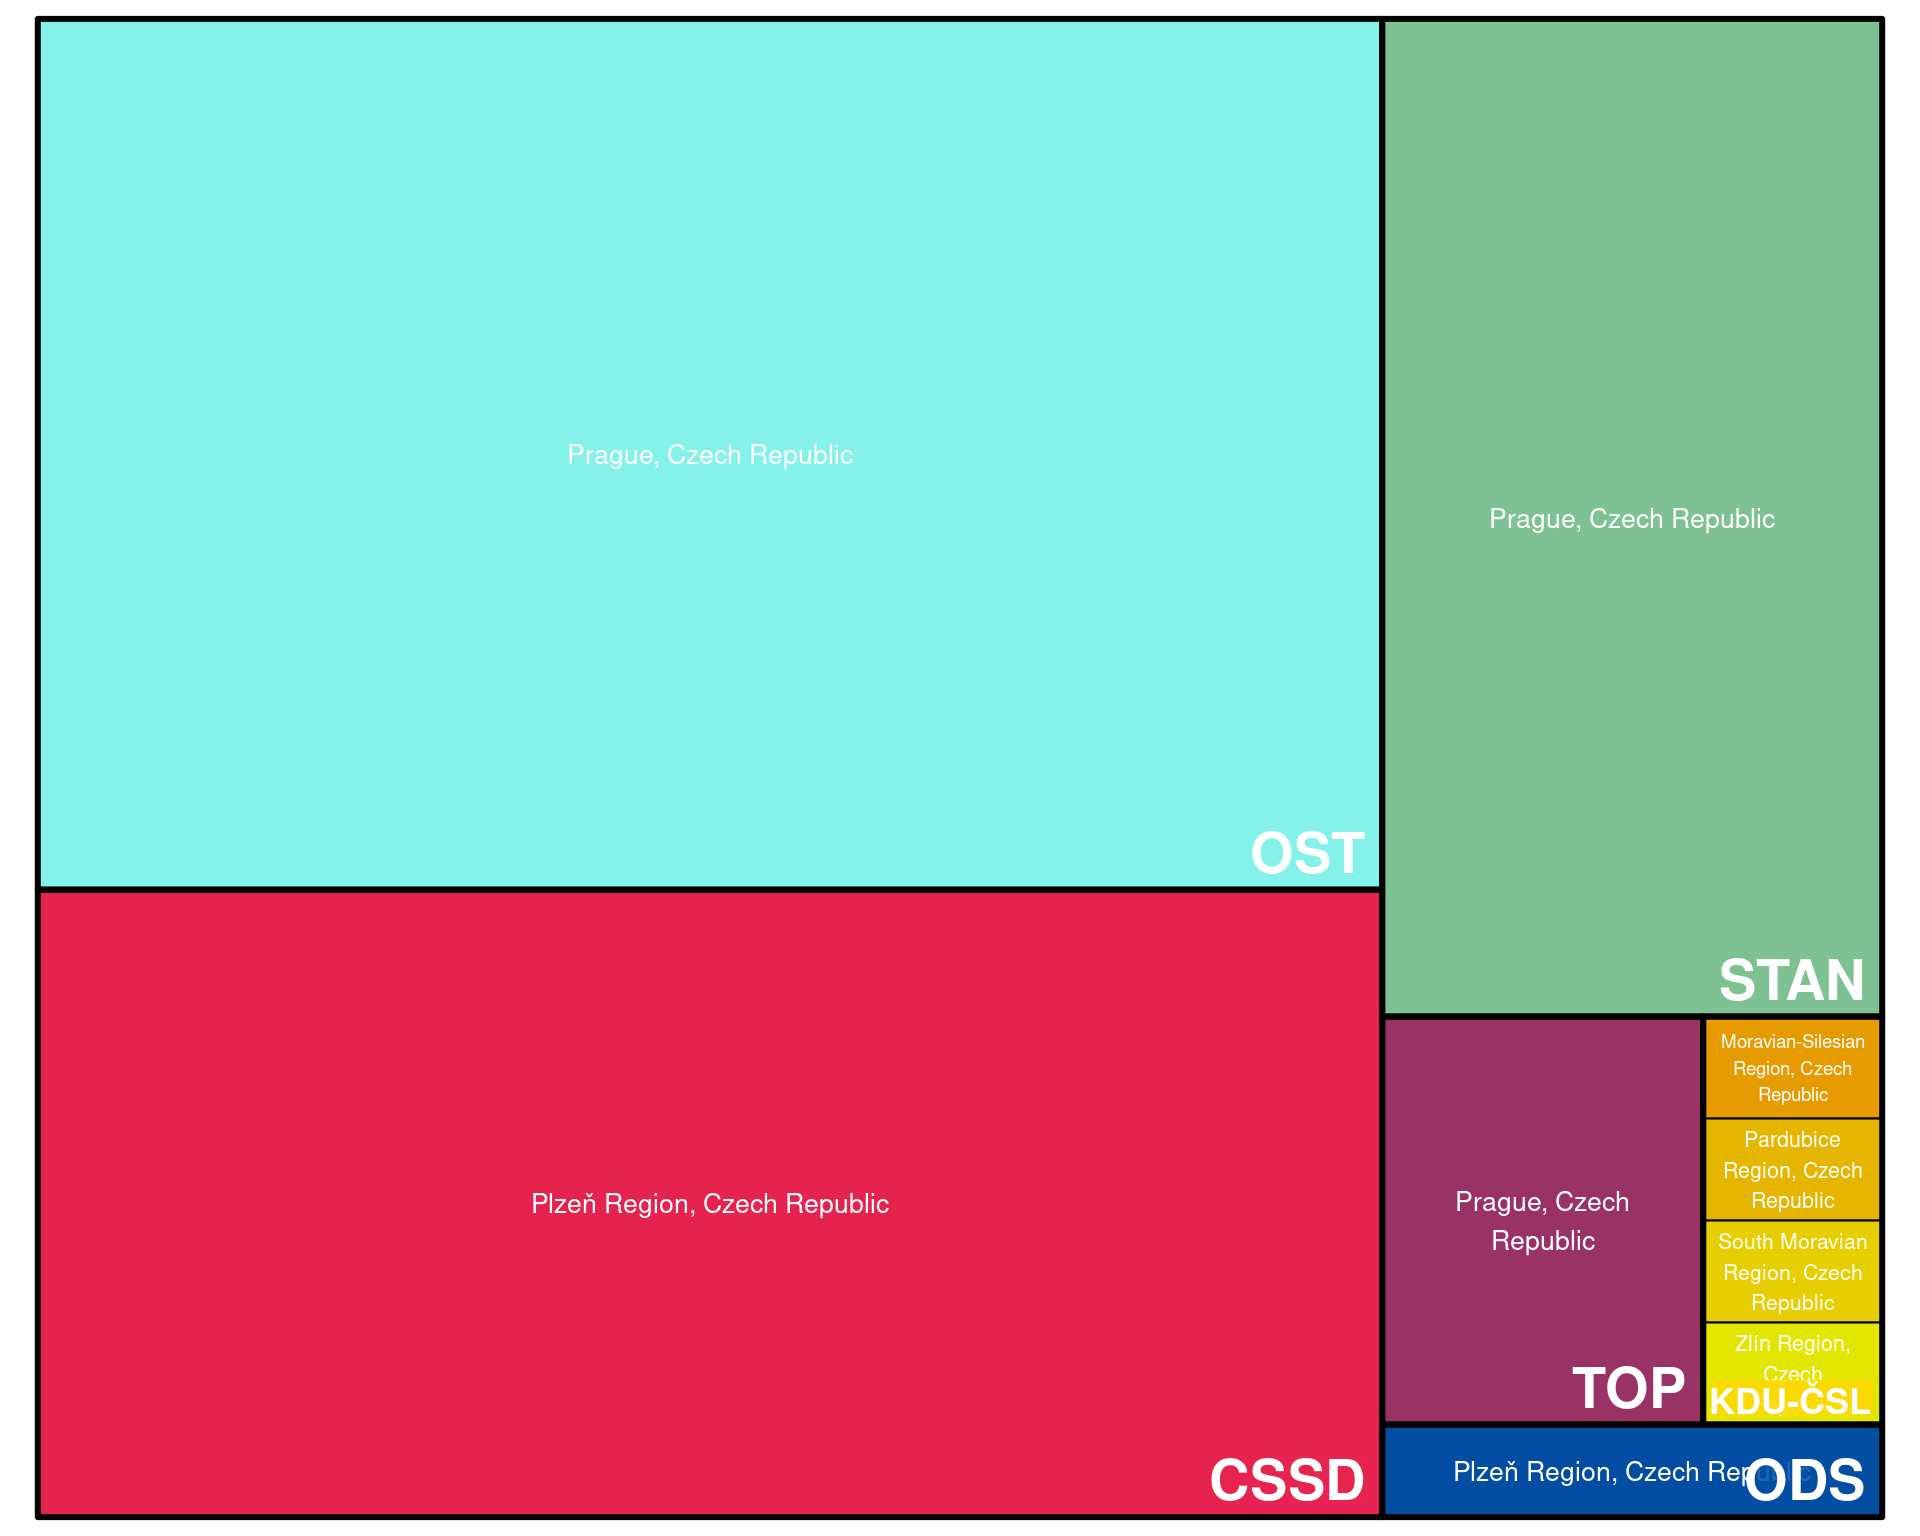 Prague, Czech Republic
OST
Prague, Czech Republic
STAN
Plzeň Region, Czech Republic
CSSD
Prague, Czech
Republic
TOP
Moravian-Silesian
Region, Czech
Republic
Pardubice
Region, Czech
Republic
South Moravian
Region, Czech
Republic
Zlín Region,
Czech
KDU-ČSL
Plzeň Region, Czech Republic
ODS